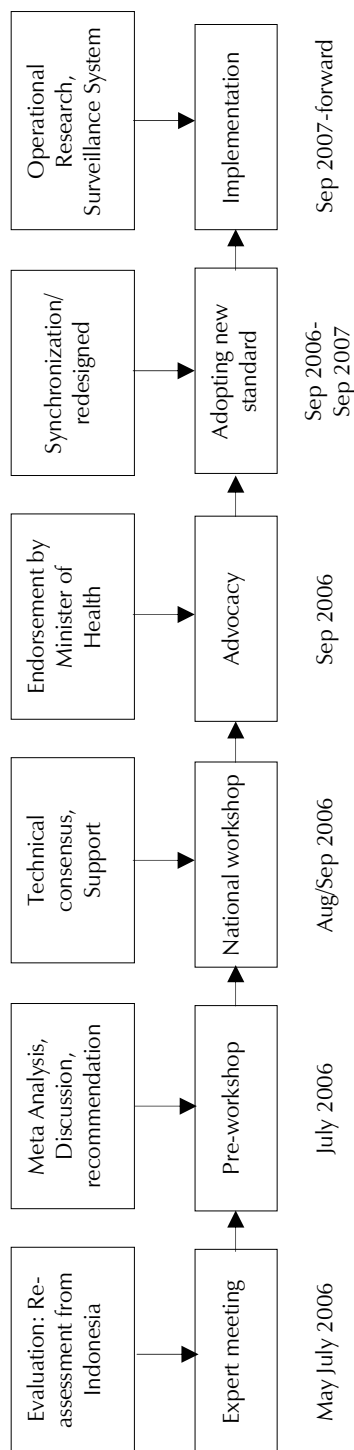 Evaluation: Re-
assessment from
Indonesia
Meta Analysis,
Discussion,
recommendation
Technical
consensus,
Support
Endorsement by
Minister of
Health
Synchronization/
redesigned
Operational
Research,
Surveillance System
Expert meeting
Pre-workshop
National workshop
Advocacy
Adopting new
standard
Implementation
May July 2006
July 2006
Aug/Sep 2006
Sep 2006
Sep 2006-
Sep 2007
Sep 2007-forward